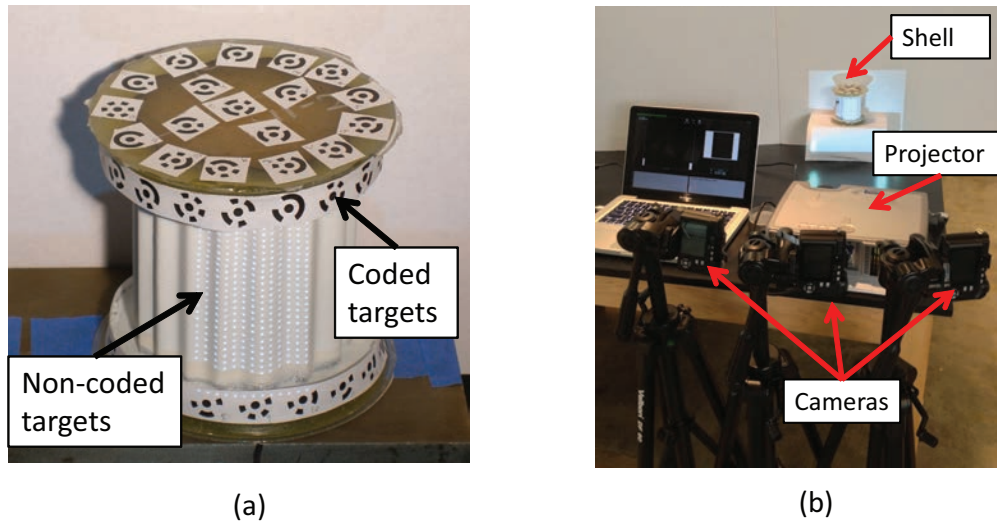 Coded
targets
Non-coded
targets
(a)
Shell
Projector
Cameras
(b)